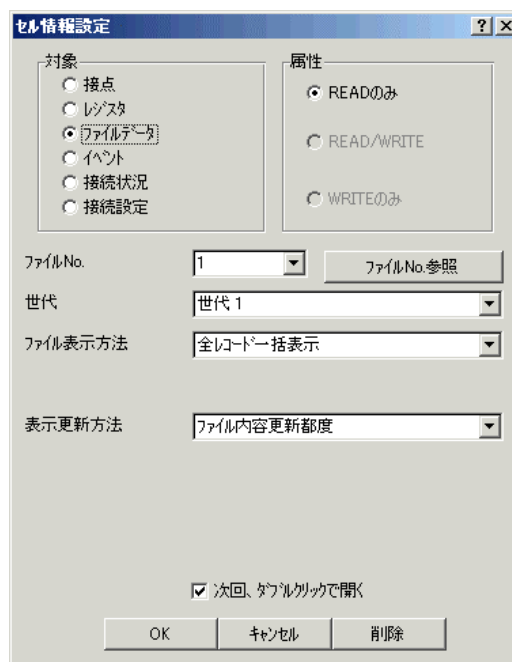 セル情報設定
対象
接点
レジスタ
ファイルデータ
イベント
接続状況
接続設定
属性
READのみ
READ/WRITE
WRITEのみ
ファイルNo.
1
ファイルNo.参照
世代
世代 1
ファイル表示方法
全レコード一括表示
表示更新方法
ファイル内容更新都度
次回、ダブルクリックで開く
OK
キャンセル
削除